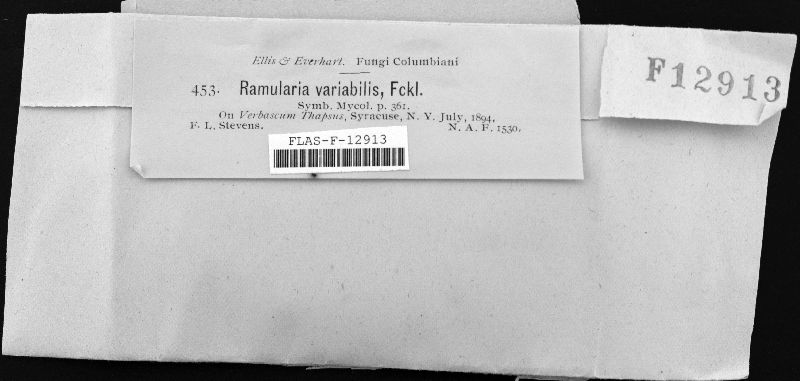 Ellis & Everhart. Fungi Columbiani
453. Ramularia variabilis, Fckl.
Symb. Mycol. p. 361.
On Verbascum Thapsus, Syracuse, N. Y. July, 1894.
F. L. Stevens. N. A. F. 1530.
FLAS-F-12913
F12913